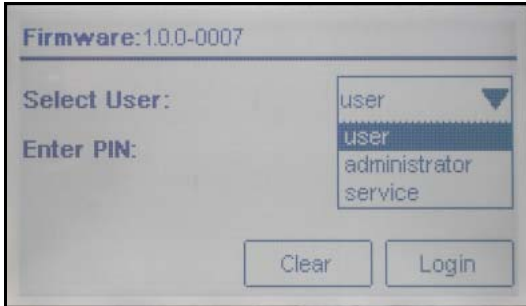 Firmware:1.0.0-0007
Select User:
user
Enter PIN:
user
administrator
service
Clear
Login